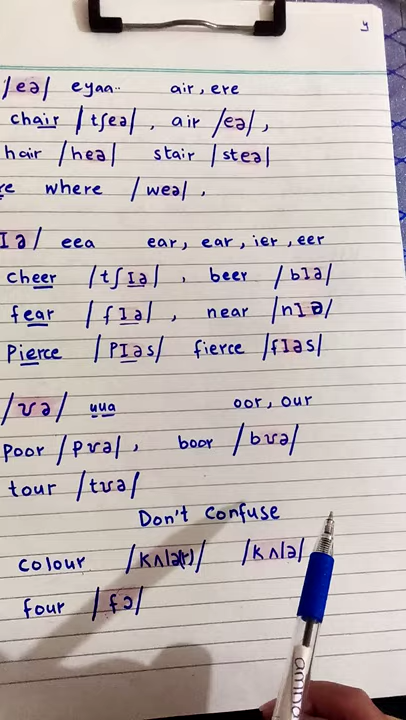 y
/eə/ eyaa.. air, ere
chair /tʃeə/, air /eə/,
hair /heə/ stair /steə/
where /weə/,
ɪə/ eea ear, ear, ier, eer
cheer /tʃɪə/, beer /bɪə/
fear /fɪə/, near /nɪə/
Pierce /pɪəs/ fierce /fɪəs/
/ʊə/ uua oor, our
poor /pʊə/, boor /bʊə/
tour /tʊə/
Don't confuse
colour /kʌlə(r)/ /kʌlə/
four /fɔ/